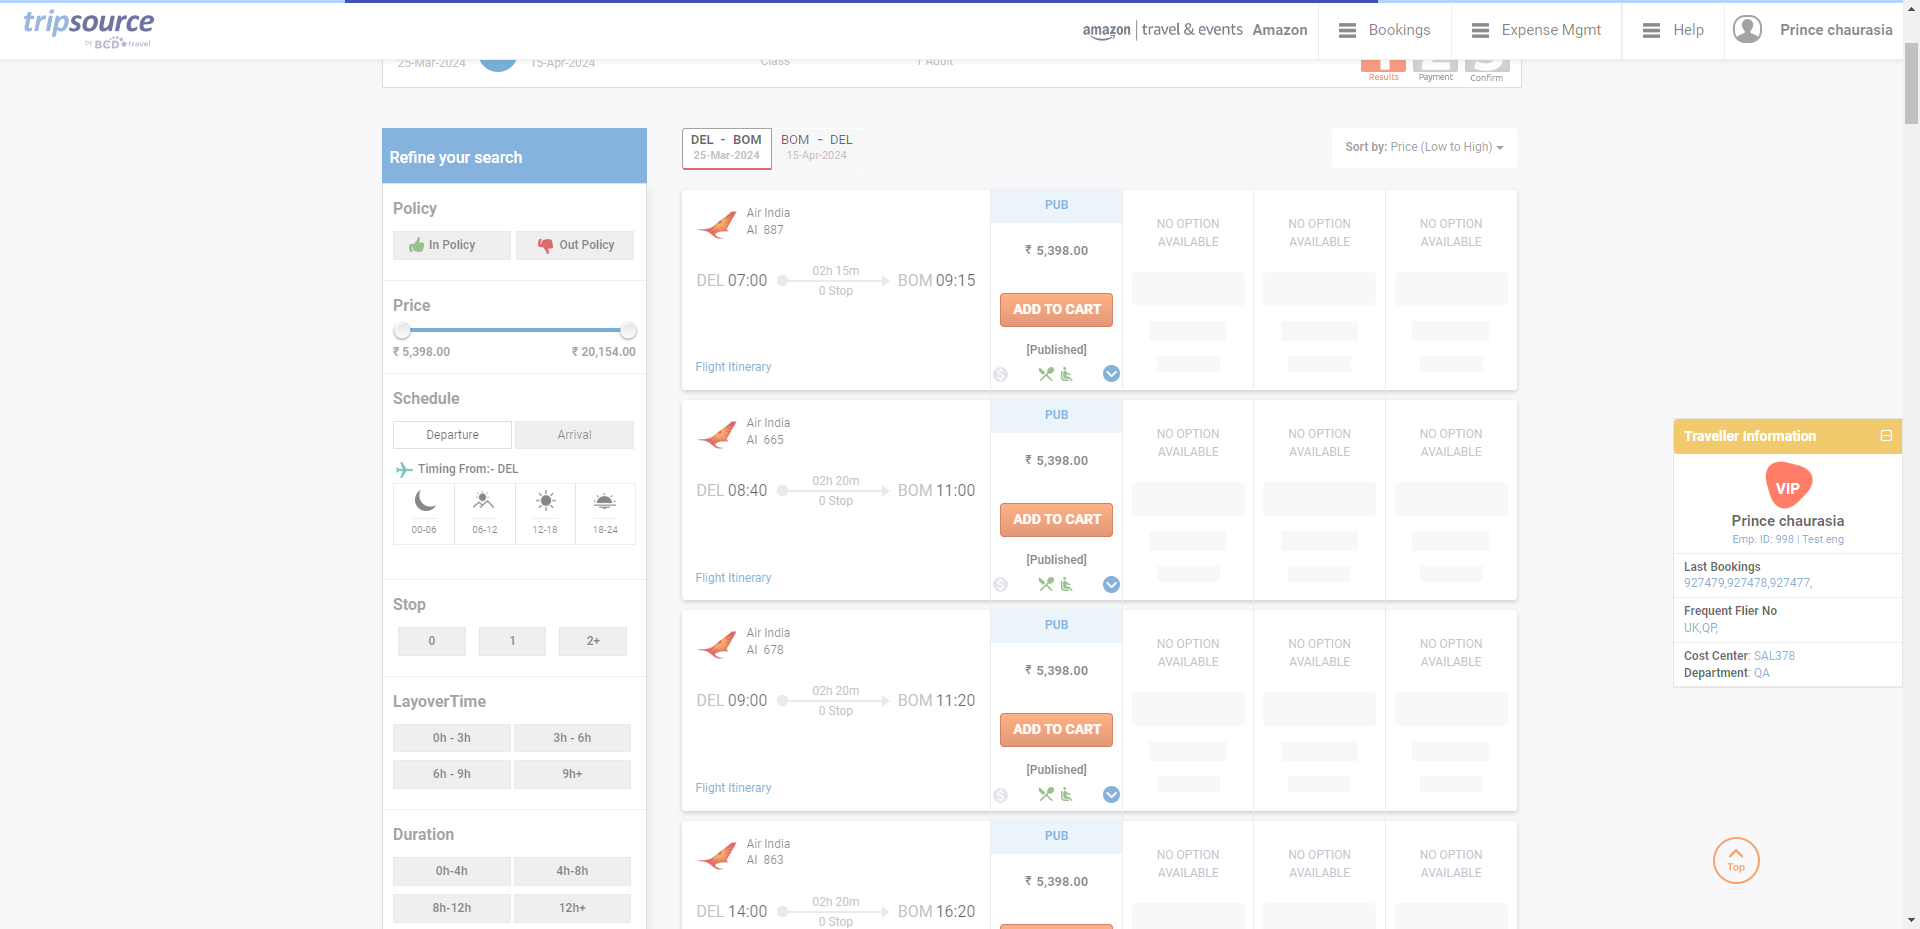 tripsource
by BCD travel
amazon travel & events Amazon
Bookings
Expense Mgmt
Help
Prince chaurasia
25-Mar-2024
15-Apr-2024
Class
1 Adult
Results
Payment
Confirm
Refine your search
Policy
In Policy
Out Policy
Price
₹ 5,398.00
₹ 20,154.00
Schedule
Departure
Arrival
Timing From:- DEL
00-06
06-12
12-18
18-24
Stop
0
1
2+
LayoverTime
0h - 3h
3h - 6h
6h - 9h
9h+
Duration
0h-4h
4h-8h
8h-12h
12h+
DEL - BOM
25-Mar-2024
BOM - DEL
15-Apr-2024
Sort by: Price (Low to High)
Air India
AI 887
DEL 07:00
02h 15m
0 Stop
BOM 09:15
Flight Itinerary
PUB
₹ 5,398.00
ADD TO CART
[Published]
NO OPTION
AVAILABLE
NO OPTION
AVAILABLE
NO OPTION
AVAILABLE
Air India
AI 665
DEL 08:40
02h 20m
0 Stop
BOM 11:00
Flight Itinerary
PUB
₹ 5,398.00
ADD TO CART
[Published]
NO OPTION
AVAILABLE
NO OPTION
AVAILABLE
NO OPTION
AVAILABLE
Air India
AI 678
DEL 09:00
02h 20m
0 Stop
BOM 11:20
Flight Itinerary
PUB
₹ 5,398.00
ADD TO CART
[Published]
NO OPTION
AVAILABLE
NO OPTION
AVAILABLE
NO OPTION
AVAILABLE
Air India
AI 863
DEL 14:00
02h 20m
0 Stop
BOM 16:20
PUB
₹ 5,398.00
NO OPTION
AVAILABLE
NO OPTION
AVAILABLE
NO OPTION
AVAILABLE
Traveller Information
VIP
Prince chaurasia
Emp. ID: 998 | Test eng
Last Bookings
927479,927478,927477,
Frequent Flier No
UK,QP,
Cost Center: SAL378
Department: QA
Top